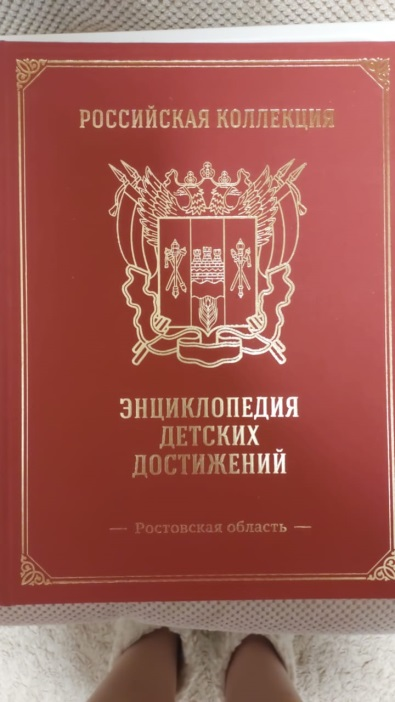 РОССИЙСКАЯ КОЛЛЕКЦИЯ
ЭНЦИКЛОПЕДИЯ
ДЕТСКИХ
ДОСТИЖЕНИЙ
— Ростовская область —